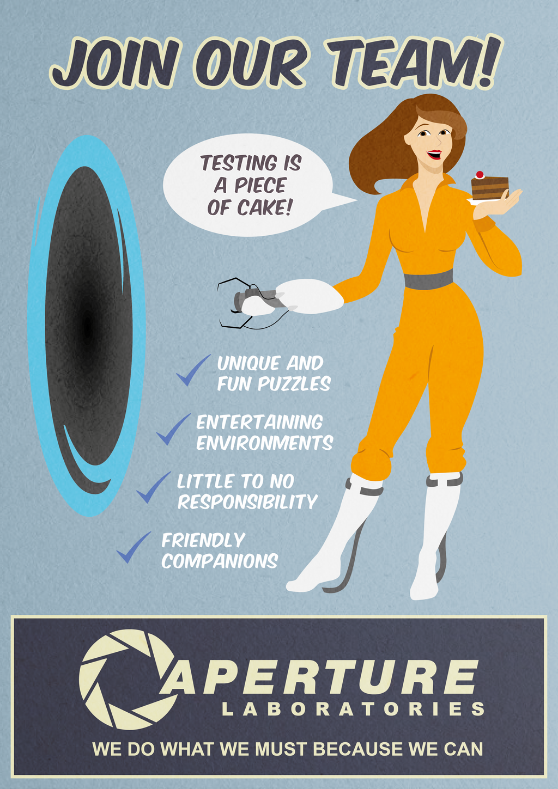 JOIN OUR TEAM!
TESTING IS
A PIECE
OF CAKE!
UNIQUE AND
FUN PUZZLES
ENTERTAINING
ENVIRONMENTS
LITTLE TO NO
RESPONSIBILITY
FRIENDLY
COMPANIONS
APERTURE
LABORATORIES
WE DO WHAT WE MUST BECAUSE WE CAN